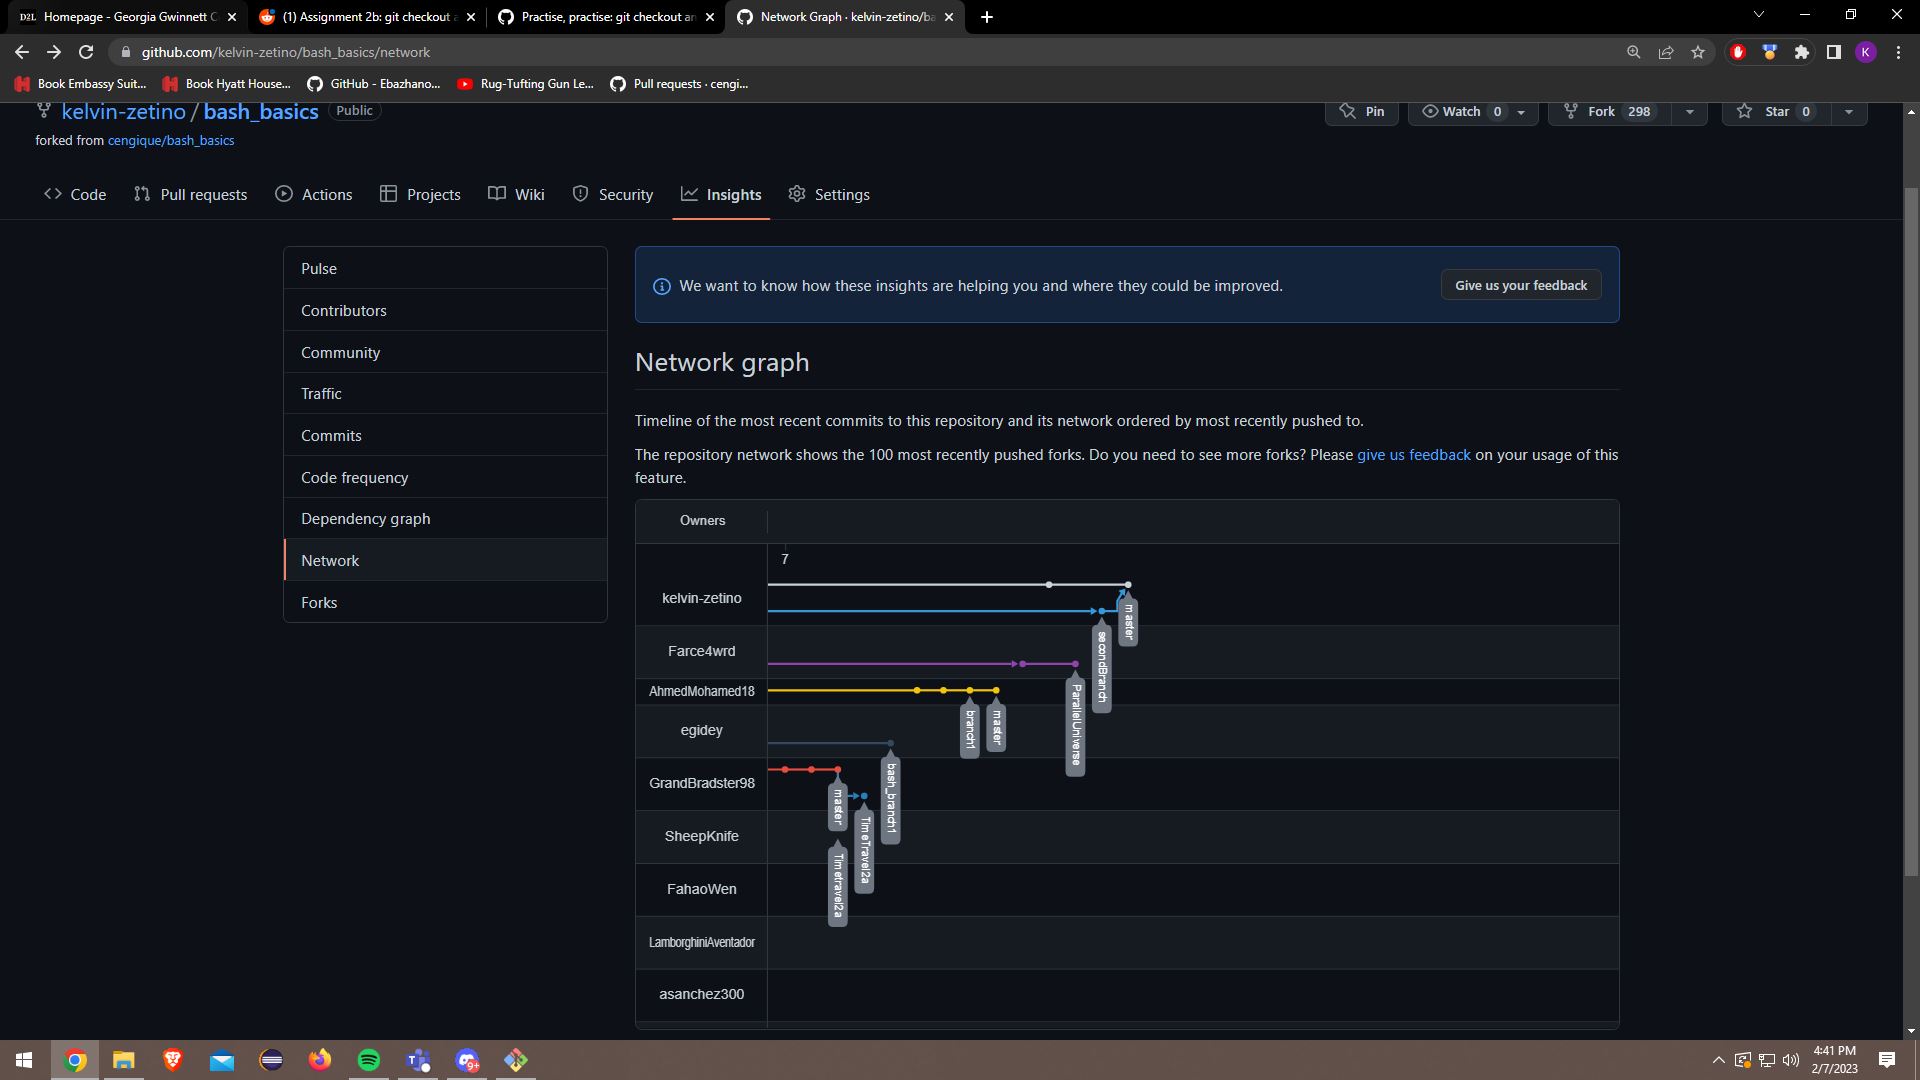 Homepage - Georgia Gwinnett C
(1) Assignment 2b: git checkout a
Practise, practise: git checkout an
Network Graph · kelvin-zetino/ba
github.com/kelvin-zetino/bash_basics/network
K
Book Embassy Suit...
Book Hyatt House...
GitHub - Ebazhano...
Rug-Tufting Gun Le...
Pull requests · cengi...
kelvin-zetino / bash_basics
Public
Pin
Watch 0
Fork 298
Star 0
forked from cengique/bash_basics
Code
Pull requests
Actions
Projects
Wiki
Security
Insights
Settings
Pulse
Contributors
Community
Traffic
Commits
Code frequency
Dependency graph
Network
Forks
We want to know how these insights are helping you and where they could be improved.
Give us your feedback
Network graph
Timeline of the most recent commits to this repository and its network ordered by most recently pushed to.
The repository network shows the 100 most recently pushed forks. Do you need to see more forks? Please give us feedback on your usage of this
feature.
Owners
7
kelvin-zetino
Farce4wrd
AhmedMohamed18
egidey
GrandBradster98
SheepKnife
FahaoWen
LamborghiniAventador
asanchez300
master
secondBranch
ParallelUniverse
branch1
master
bash_branch1
master
TimeTravel2a
Timetravel2a
9+
4:41 PM
2/7/2023